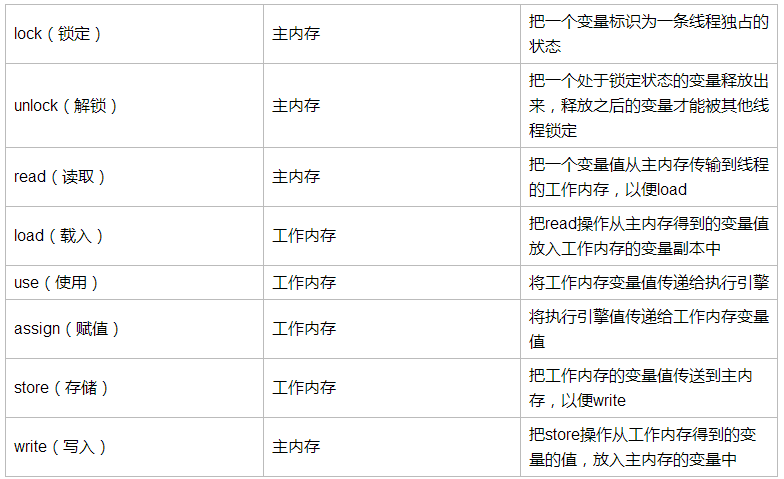 lock（锁定）
主内存
把一个变量标识为一条线程独占的
状态
unlock（解锁）
主内存
把一个处于锁定状态的变量释放出
来，释放之后的变量才能被其他线
程锁定
read（读取）
主内存
把一个变量值从主内存传输到线程
的工作内存，以便load
load（载入）
工作内存
把read操作从主内存得到的变量值
放入工作内存的变量副本中
use（使用）
工作内存
将工作内存变量值传递给执行引擎
assign（赋值）
工作内存
将执行引擎值传递给工作内存变量
值
store（存储）
工作内存
把工作内存的变量值传送到主内
存，以便write
write（写入）
主内存
把store操作从工作内存得到的变
量的值，放入主内存的变量中